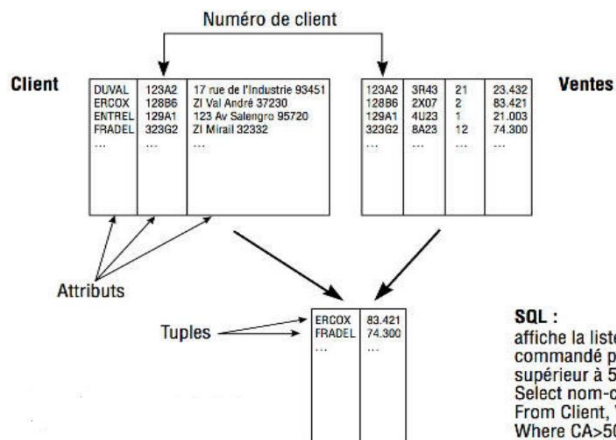 Numéro de client
Client
DUVAL 123A2 17 rue de l'Industrie 93451
ERCOX 128B6 ZI Val André 37230
ENTREL 129A1 123 Av Salengro 95720
FRADEL 323G2 ZI Mirail 32332
... ... ...
Ventes
123A2 3R43 21 23.432
128B6 2X07 2 83.421
129A1 4U23 1 21.003
323G2 8A23 12 74.300
... ... ... ...
Attributs
Tuples
ERCOX 83.421
FRADEL 74.300
... ...
SQL :
affiche la liste
commandé p
supérieur à 5
Select nom-c
From Client,
Where CA>50